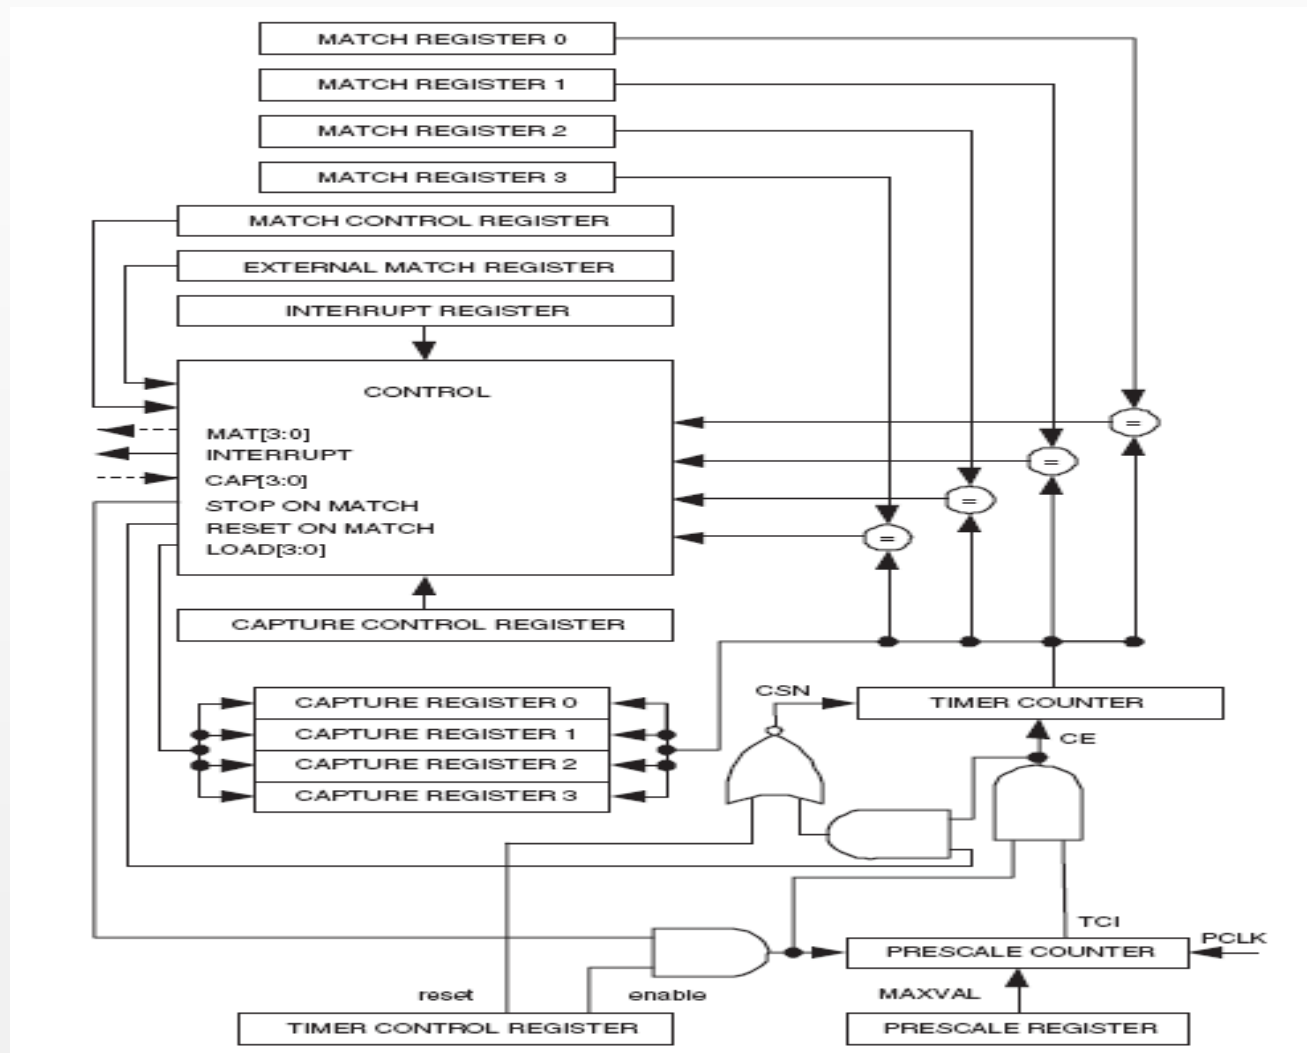 MATCH REGISTER 0
MATCH REGISTER 1
MATCH REGISTER 2
MATCH REGISTER 3
MATCH CONTROL REGISTER
EXTERNAL MATCH REGISTER
INTERRUPT REGISTER
CONTROL
MAT[3:0]
INTERRUPT
CAP[3:0]
STOP ON MATCH
RESET ON MATCH
LOAD[3:0]
=
=
=
=
CAPTURE CONTROL REGISTER
CAPTURE REGISTER 0
CAPTURE REGISTER 1
CAPTURE REGISTER 2
CAPTURE REGISTER 3
CSN
TIMER COUNTER
CE
TCI
PCLK
PRESCALE COUNTER
reset
enable
MAXVAL
TIMER CONTROL REGISTER
PRESCALE REGISTER